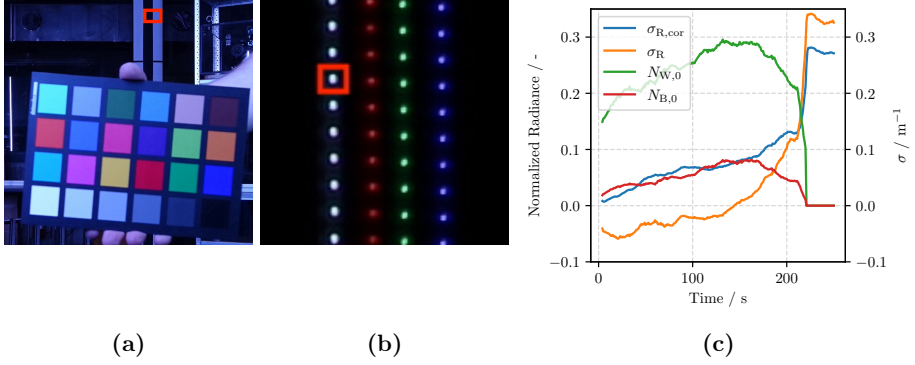 0.3
0.2
0.1
0.0
−0.1
Normalized Radiance / -
σR,cor
σR
NW,0
NB,0
0.3
0.2
0.1
0.0
−0.1
σ / m⁻¹
0 100 200
Time / s
(a) (b) (c)